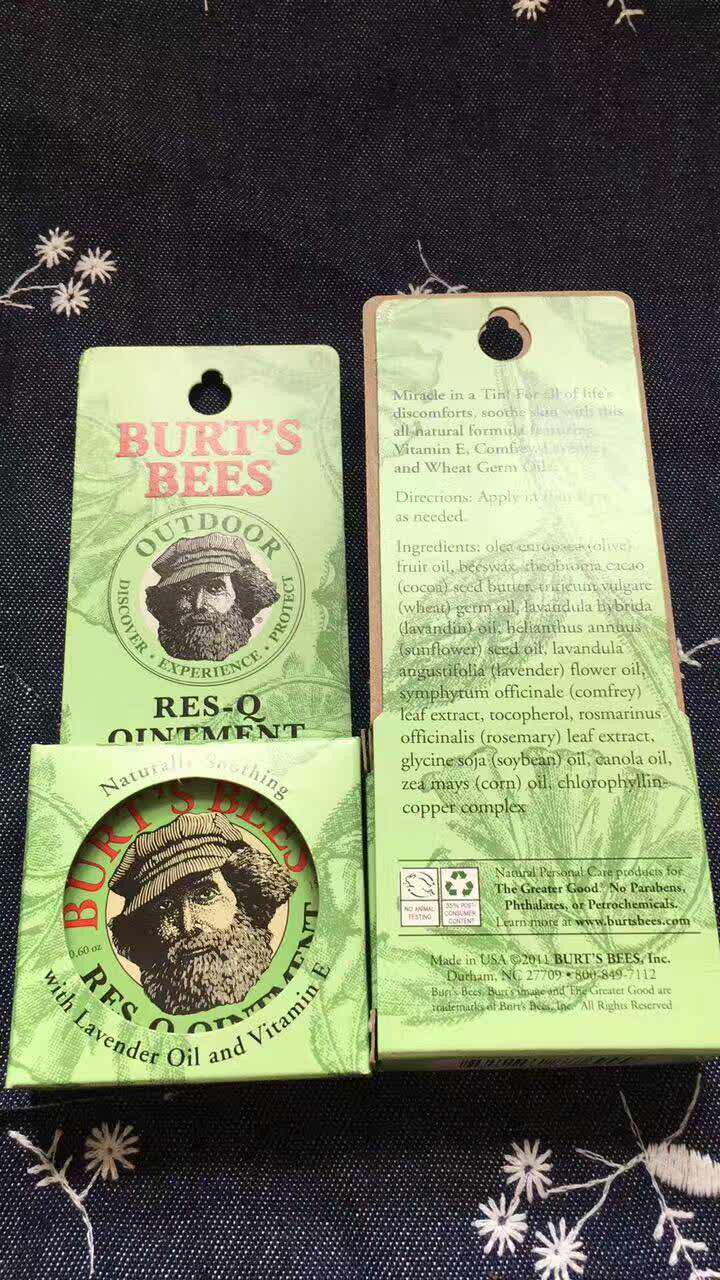 BURT'S
BEES
OUTDOOR
DISCOVER • EXPERIENCE • PROTECT
RES-Q
OINTMENT
Naturally Soothing
BURT'S BEES
0.60 oz
RES-Q OINTMENT
with Lavender Oil and Vitamin E
Miracle in a Tin! For all of life's
discomforts, soothe skin with this
all-natural formula featuring
Vitamin E, Comfrey, Lavender
and Wheat Germ Oils.
Directions: Apply
as needed.
Ingredients: olea europaea (olive)
fruit oil, beeswax, theobroma cacao
(cocoa) seed butter, triticum vulgare
(wheat) germ oil, lavandula hybrida
(lavandin) oil, helianthus annuus
(sunflower) seed oil, lavandula
angustifolia (lavender) flower oil,
symphytum officinale (comfrey)
leaf extract, tocopherol, rosmarinus
officinalis (rosemary) leaf extract,
glycine soja (soybean) oil, canola oil,
zea mays (corn) oil, chlorophyllin-
copper complex
NO ANIMAL
TESTING
35% POST-
CONSUMER
CONTENT
Natural Personal Care products for
The Greater Good® No Parabens,
Phthalates, or Petrochemicals.
Learn more at www.burtsbees.com
Made in USA ©2011 BURT'S BEES, Inc.
Durham, NC 27709 • 800-849-7112
Burt's Bees, Burt's image and The Greater Good are
trademarks of Burt's Bees, Inc. All Rights Reserved